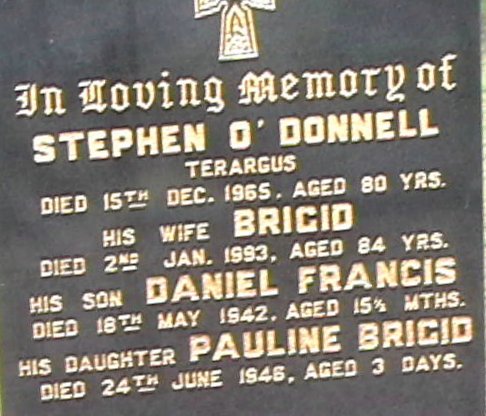 In Loving Memory of
STEPHEN O' DONNELL
TERARGUS
DIED 15TH DEC. 1965. AGED 80 YRS.
HIS WIFE BRIGID
DIED 2ND JAN. 1993, AGED 84 YRS.
HIS SON DANIEL FRANCIS
DIED 18TH MAY 1942. AGED 15½ MTHS.
HIS DAUGHTER PAULINE BRIGID
DIED 24TH JUNE 1946, AGED 3 DAYS.